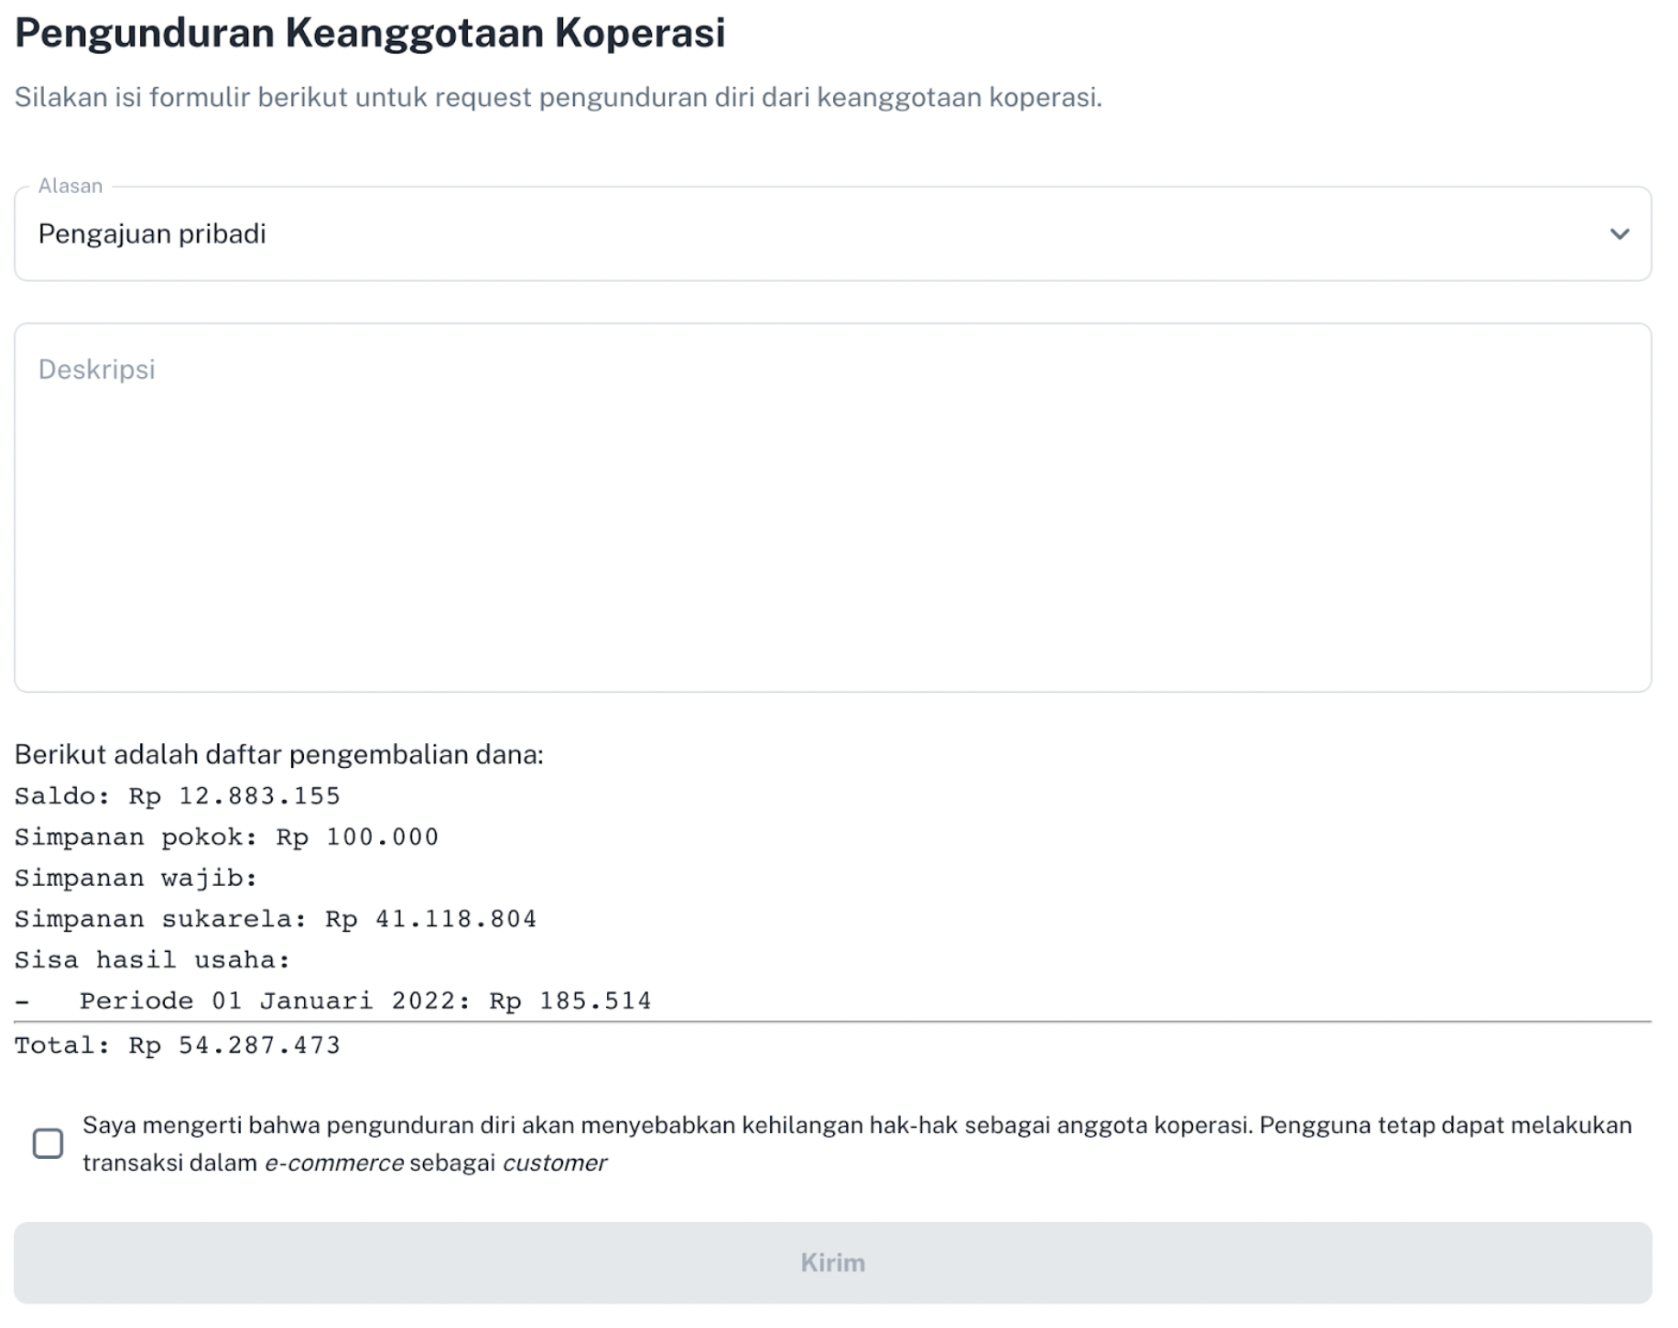 Pengunduran Keanggotaan Koperasi
Silakan isi formulir berikut untuk request pengunduran diri dari keanggotaan koperasi.
Alasan
Pengajuan pribadi
Deskripsi
Berikut adalah daftar pengembalian dana:
Saldo: Rp 12.883.155
Simpanan pokok: Rp 100.000
Simpanan wajib:
Simpanan sukarela: Rp 41.118.804
Sisa hasil usaha:
- Periode 01 Januari 2022: Rp 185.514
Total: Rp 54.287.473
Saya mengerti bahwa pengunduran diri akan menyebabkan kehilangan hak-hak sebagai anggota koperasi. Pengguna tetap dapat melakukan
transaksi dalam e-commerce sebagai customer
Kirim